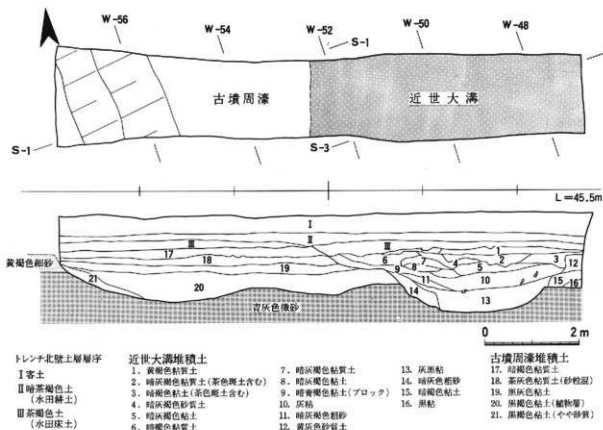 W-56
W-54
W-52
S-1
W-50
W-48
古墳周濠
近世大溝
S-1
S-3
L=45.5m
I
II
III
III
17
18
19
20
21
1
2
3
4
5
6
7
8
9
10
11
12
13
14
15
16
黄褐色細砂
青灰色微砂
0 2m
トレンチ北壁土層層序
I 客土
II 暗茶褐色土
(水田耕土)
III 茶褐色土
(水田床土)
近世大溝堆積土
1. 黄褐色粘質土
2. 暗灰褐色粘質土(茶色斑土含む)
3. 暗褐色粘土(茶色斑土含む)
4. 暗灰褐色砂質土
5. 暗灰褐色粘土
6. 暗褐色粘質土
7. 暗灰褐色粘質土
8. 暗灰褐色粘土
9. 暗青褐色粘土(ブロック)
10. 灰粘
11. 暗灰褐色粗砂
12. 黄灰色砂質土
13. 灰黒粘
14. 暗灰色粗砂
15. 暗褐色粘土
16. 黒粘
古墳周濠堆積土
17. 暗褐色粘質土
18. 茶灰色粘質土(砂粒混)
19. 黒灰色粘土
20. 黒褐色粘土(植物層)
21. 黒褐色粘土(やや砂質)